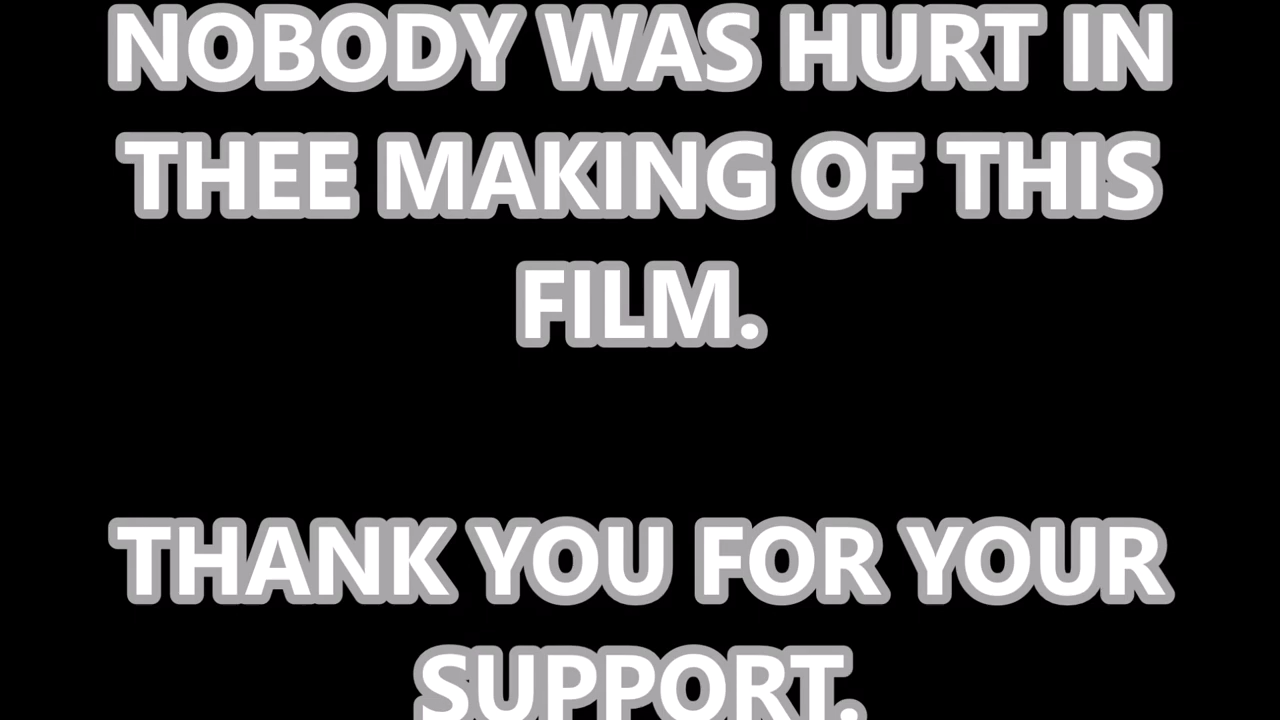 NOBODY WAS HURT IN
THEE MAKING OF THIS
FILM.
THANK YOU FOR YOUR
SUPPORT.